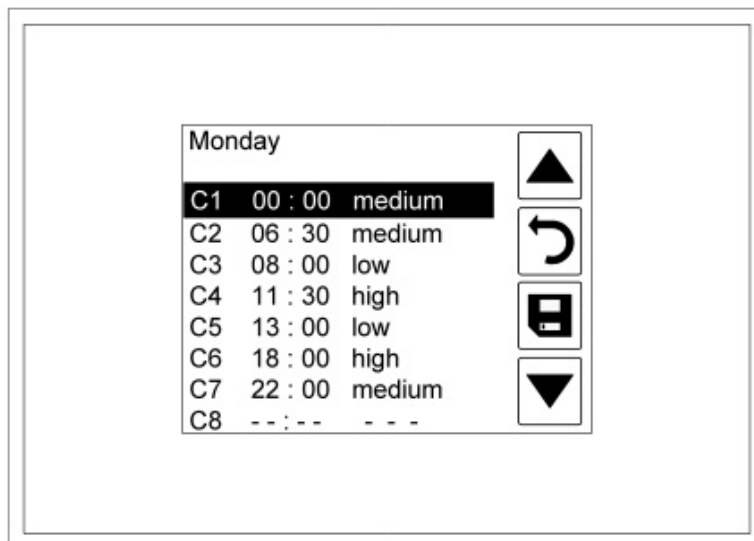 Monday
C1 00 : 00 medium
C2 06 : 30 medium
C3 08 : 00 low
C4 11 : 30 high
C5 13 : 00 low
C6 18 : 00 high
C7 22 : 00 medium
C8 - - : - - - - -